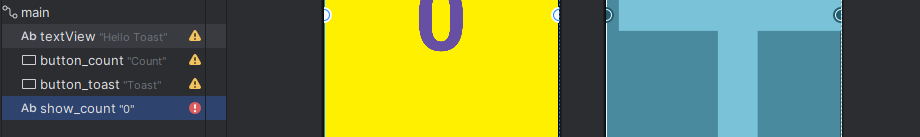 main
Ab textView "Hello Toast"
button_count "Count"
button_toast "Toast"
Ab show_count "0"
0